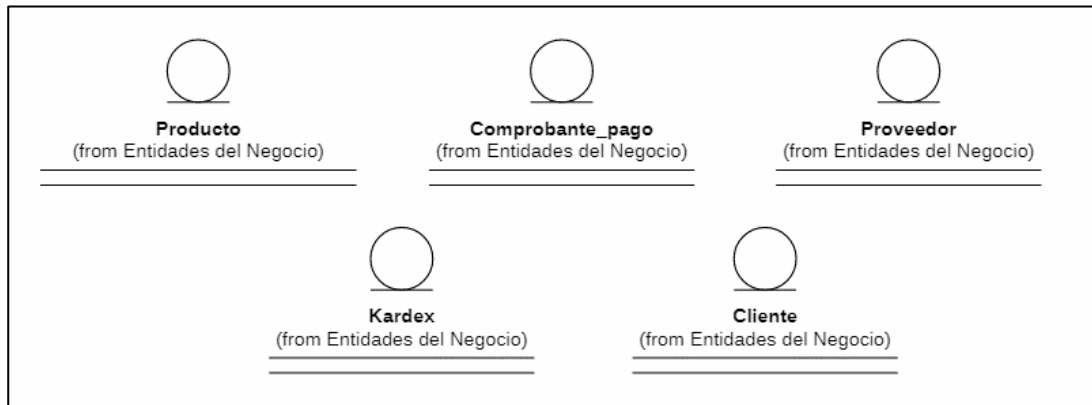 Producto
(from Entidades del Negocio)
Comprobante_pago
(from Entidades del Negocio)
Proveedor
(from Entidades del Negocio)
Kardex
(from Entidades del Negocio)
Cliente
(from Entidades del Negocio)